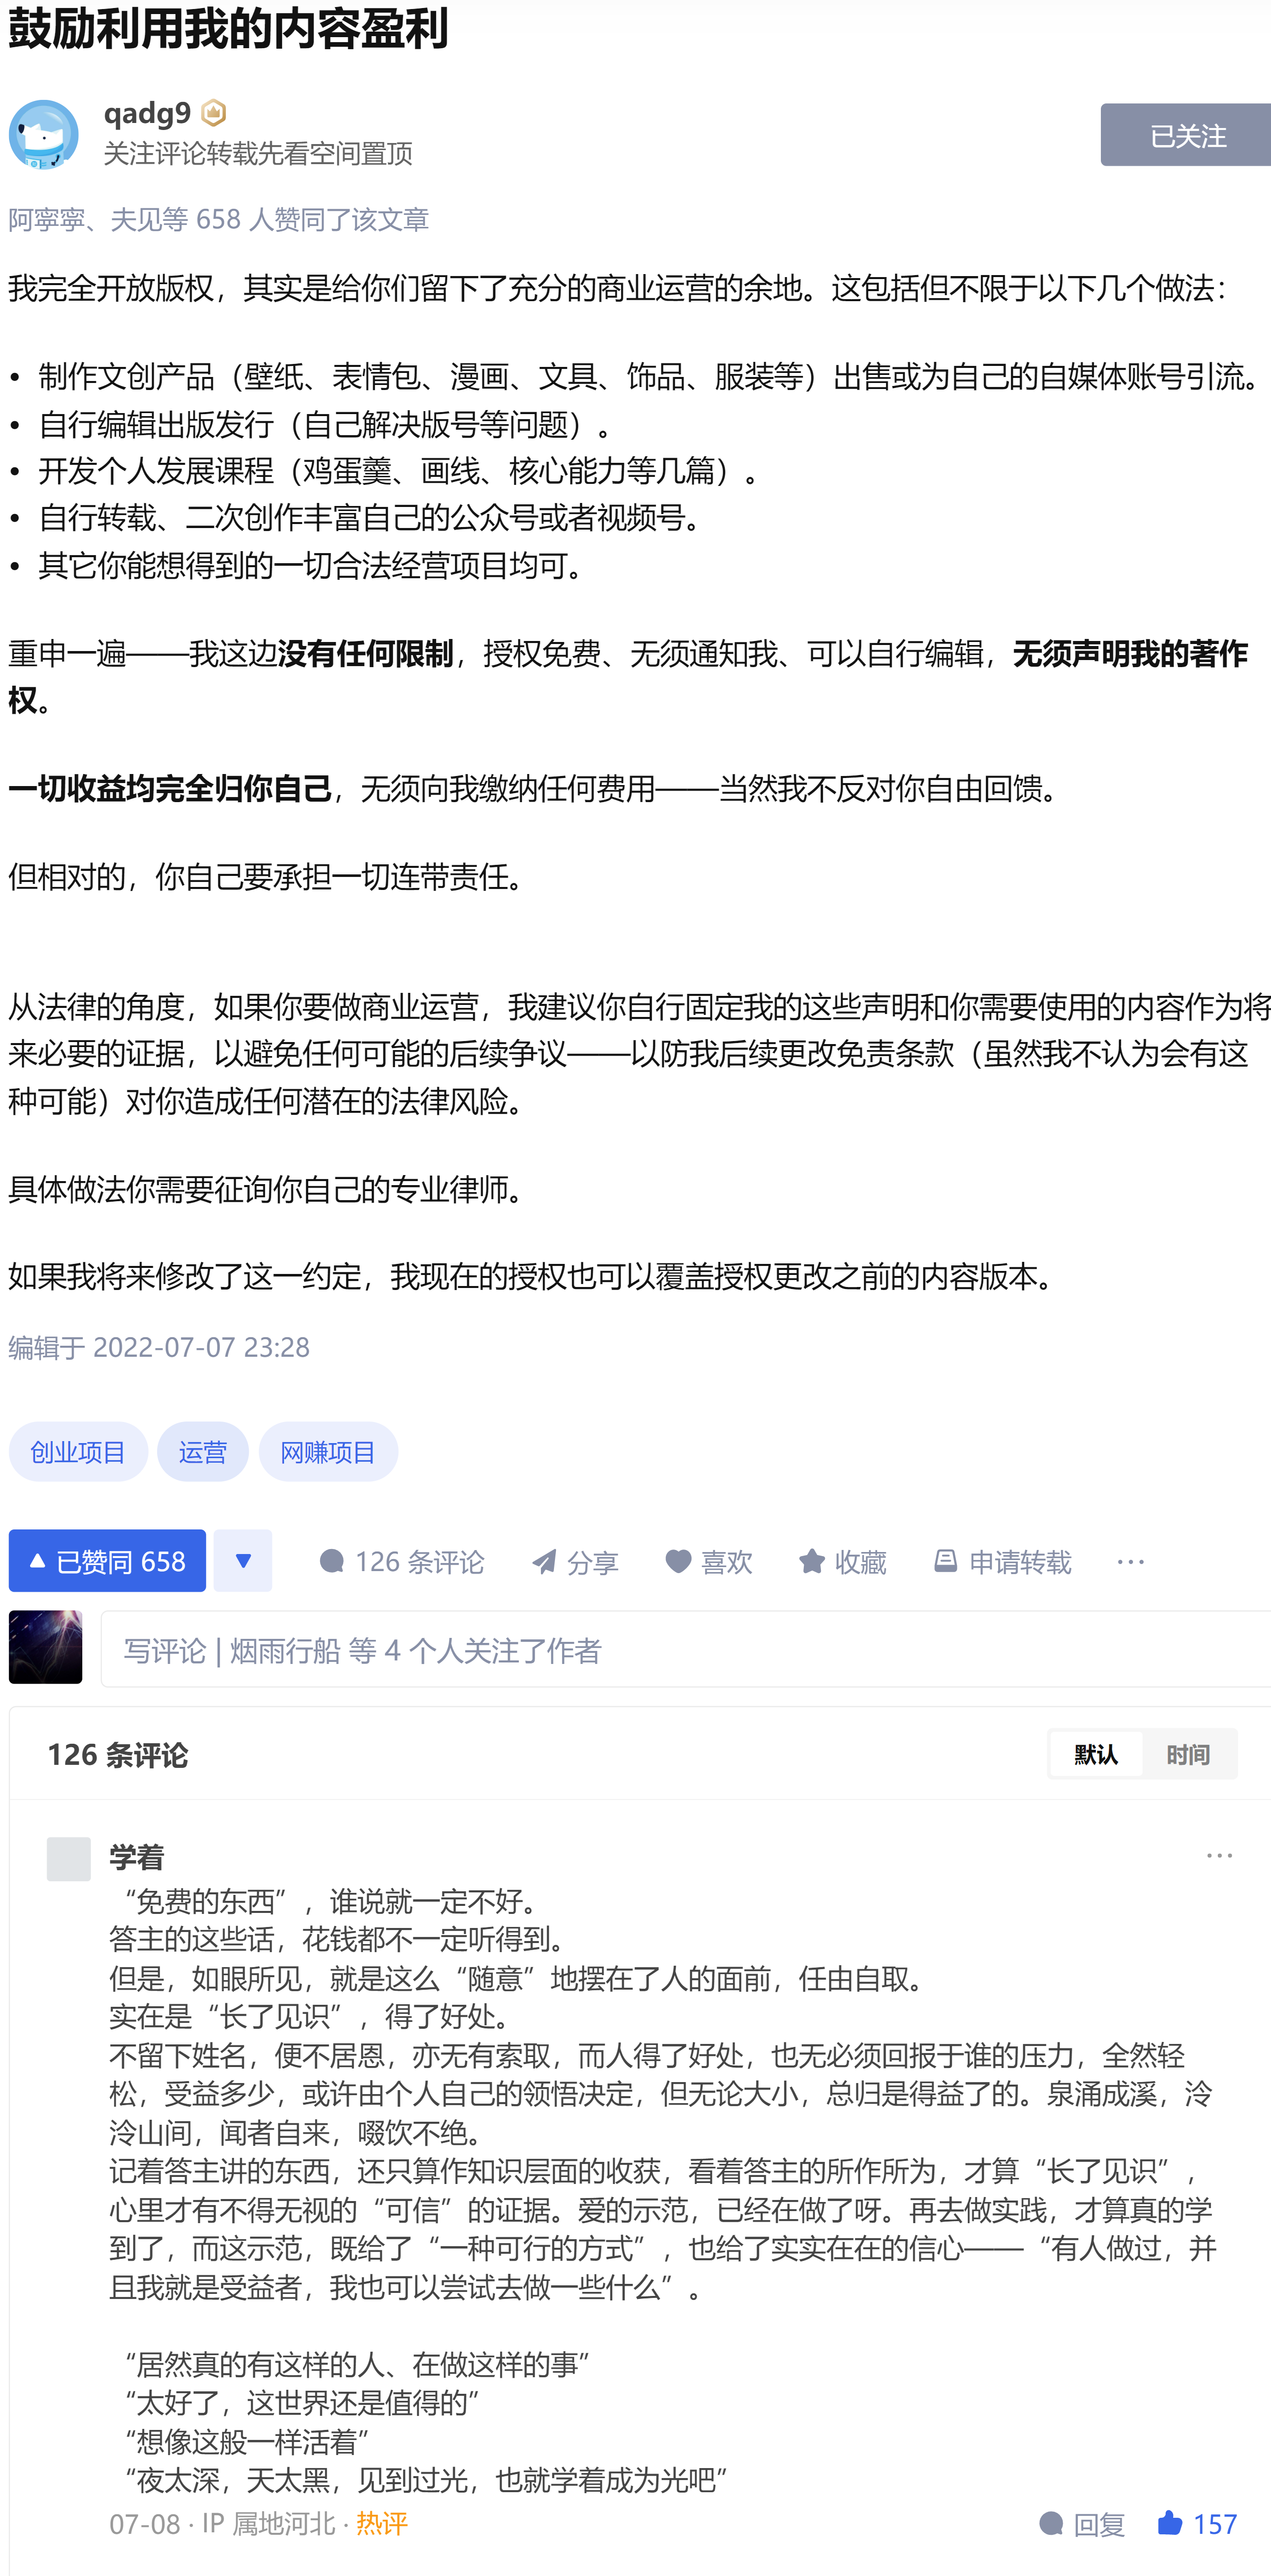 鼓励利用我的内容盈利
qadg9
关注评论转载先看空间置顶
已关注
阿寧寧、夫见等 658 人赞同了该文章
我完全开放版权，其实是给你们留下了充分的商业运营的余地。这包括但不限于以下几个做法：
• 制作文创产品（壁纸、表情包、漫画、文具、饰品、服装等）出售或为自己的自媒体账号引流。
• 自行编辑出版发行（自己解决版号等问题）。
• 开发个人发展课程（鸡蛋羹、画线、核心能力等几篇）。
• 自行转载、二次创作丰富自己的公众号或者视频号。
• 其它你能想得到的一切合法经营项目均可。
重申一遍——我这边没有任何限制，授权免费、无须通知我、可以自行编辑，无须声明我的著作
权。
一切收益均完全归你自己，无须向我缴纳任何费用——当然我不反对你自由回馈。
但相对的，你自己要承担一切连带责任。
从法律的角度，如果你要做商业运营，我建议你自行固定我的这些声明和你需要使用的内容作为将
来必要的证据，以避免任何可能的后续争议——以防我后续更改免责条款（虽然我不认为会有这
种可能）对你造成任何潜在的法律风险。
具体做法你需要征询你自己的专业律师。
如果我将来修改了这一约定，我现在的授权也可以覆盖授权更改之前的内容版本。
编辑于 2022-07-07 23:28
创业项目 运营 网赚项目
已赞同 658 126 条评论 分享 喜欢 收藏 申请转载 ···
写评论 | 烟雨行船 等 4 个人关注了作者
126 条评论 默认 时间
学着 ···
“免费的东西”，谁说就一定不好。
答主的这些话，花钱都不一定听得到。
但是，如眼所见，就是这么“随意”地摆在了人的面前，任由自取。
实在是“长了见识”，得了好处。
不留下姓名，便不居恩，亦无有索取，而人得了好处，也无必须回报于谁的压力，全然轻
松，受益多少，或许由个人自己的领悟决定，但无论大小，总归是得益了的。泉涌成溪，泠
泠山间，闻者自来，啜饮不绝。
记着答主讲的东西，还只算作知识层面的收获，看着答主的所作所为，才算“长了见识”，
心里才有不得无视的“可信”的证据。爱的示范，已经在做了呀。再去做实践，才算真的学
到了，而这示范，既给了“一种可行的方式”，也给了实实在在的信心——“有人做过，并
且我就是受益者，我也可以尝试去做一些什么”。
“居然真的有这样的人、在做这样的事”
“太好了，这世界还是值得的”
“想像这般一样活着”
“夜太深，天太黑，见到过光，也就学着成为光吧”
07-08 · IP 属地河北 · 热评 回复 157